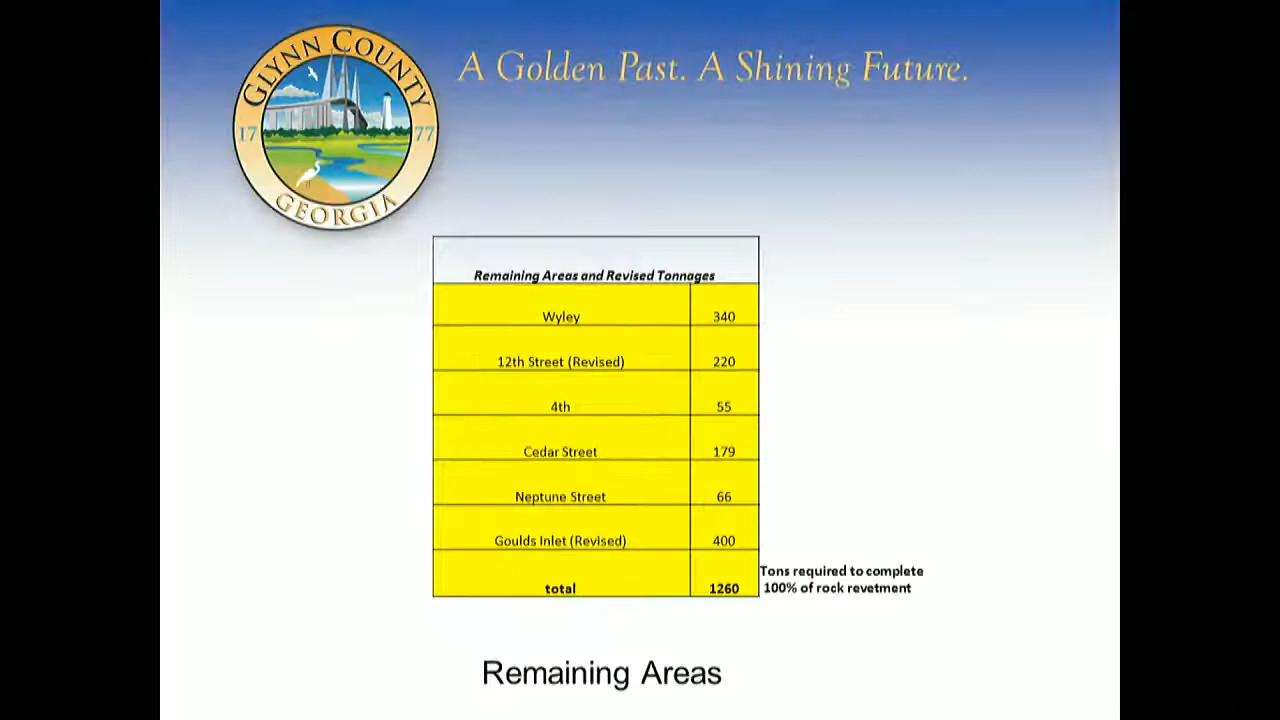 GLYNN COUNTY
17 77
GEORGIA
A Golden Past. A Shining Future.
Remaining Areas and Revised Tonnages
Wyley 340
12th Street (Revised) 220
4th 55
Cedar Street 179
Neptune Street 66
Goulds Inlet (Revised) 400
total 1260
Tons required to complete
100% of rock revetment
Remaining Areas